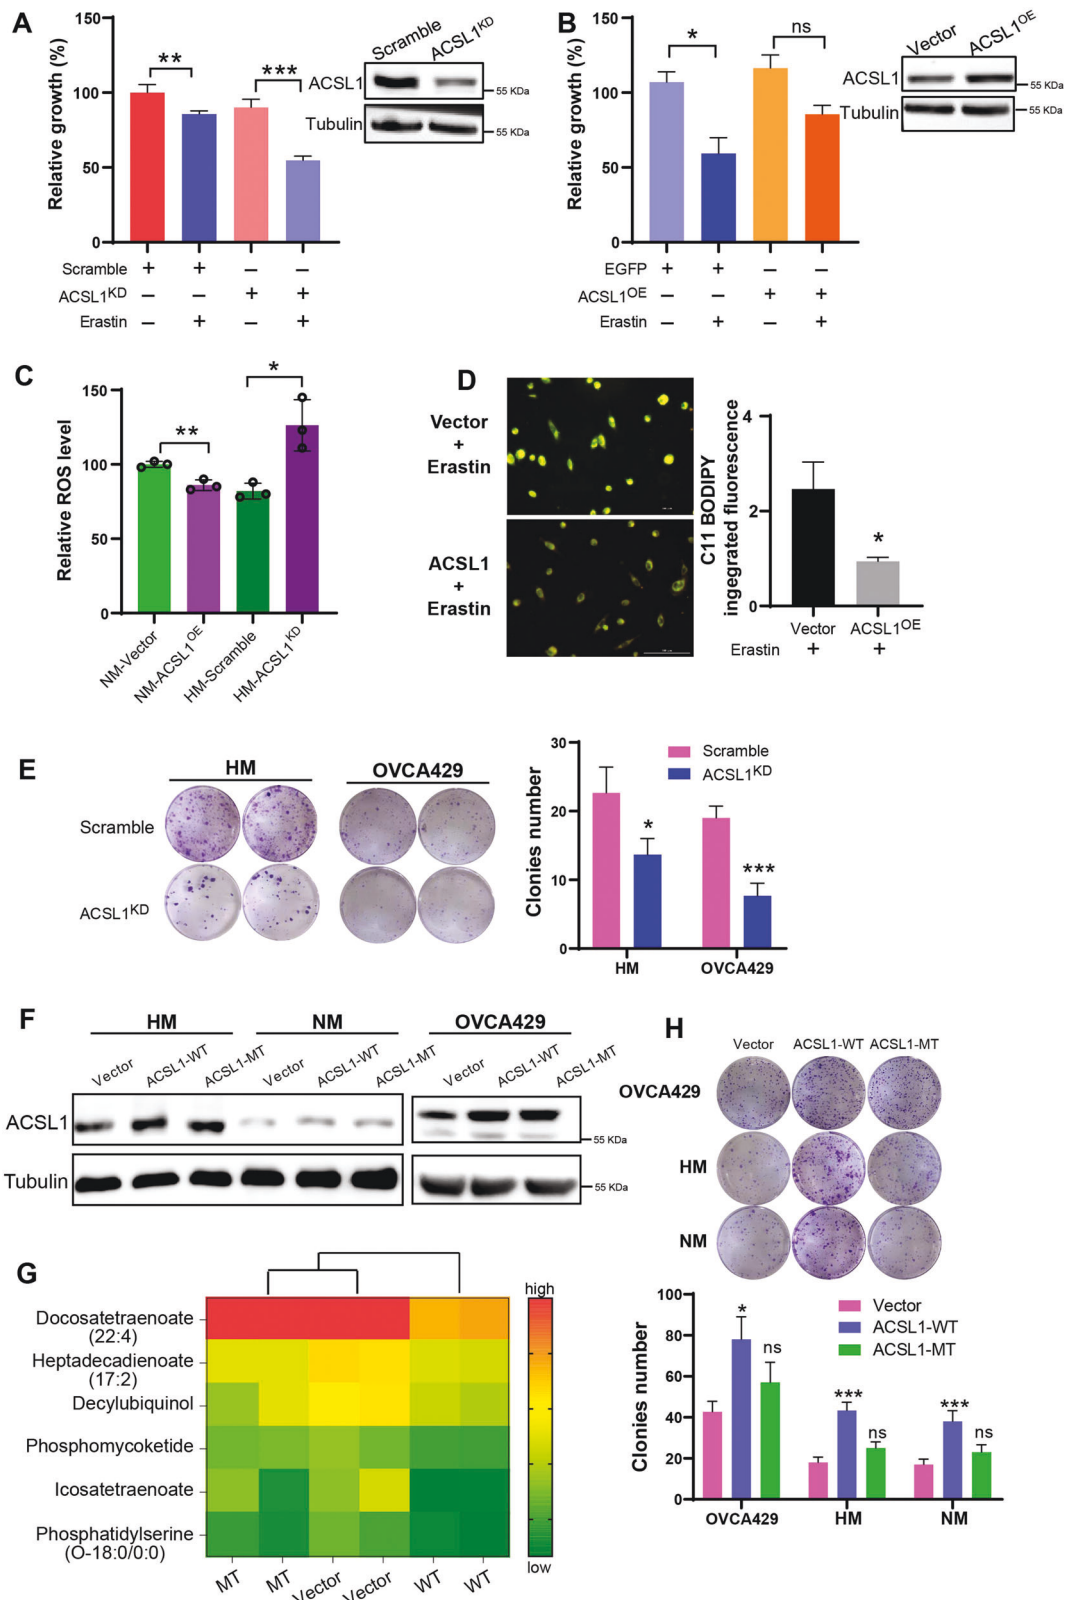 A
Relative growth (%)
150
100
50
0
**
***
Scramble + + − −
ACSL1KD − − + +
Erastin − + − +
Scramble ACSL1KD
ACSL1
55 KDa
Tubulin
55 KDa
B
Relative growth (%)
150
100
50
0
*
ns
EGFP + + − −
ACSL1OE − − + +
Erastin − + − +
Vector ACSL1OE
ACSL1
55 KDa
Tubulin
55 KDa
C
Relative ROS level
150
100
50
0
**
*
NM-Vector
NM-ACSL1OE
HM-Scramble
HM-ACSL1KD
D
Vector
+
Erastin
ACSL1
+
Erastin
C11 BODIPY
ingegrated fluorescence
4
2
0
*
Vector ACSL1OE
Erastin + +
E
HM OVCA429
Scramble
ACSL1KD
Clonies number
30
20
10
0
Scramble
ACSL1KD
*
***
HM OVCA429
F
HM NM OVCA429
Vector ACSL1-WT ACSL1-MT Vector ACSL1-WT ACSL1-MT Vector ACSL1-WT ACSL1-MT
ACSL1
55 KDa
Tubulin
55 KDa
G
Docosatetraenoate
(22:4)
Heptadecadienoate
(17:2)
Decylubiquinol
Phosphomycoketide
Icosatetraenoate
Phosphatidylserine
(O-18:0/0:0)
MT MT Vector Vector WT WT
high
low
H
Vector ACSL1-WT ACSL1-MT
OVCA429
HM
NM
Clonies number
100
80
60
40
20
0
Vector
ACSL1-WT
ACSL1-MT
*
ns
***
ns
***
ns
OVCA429 HM NM